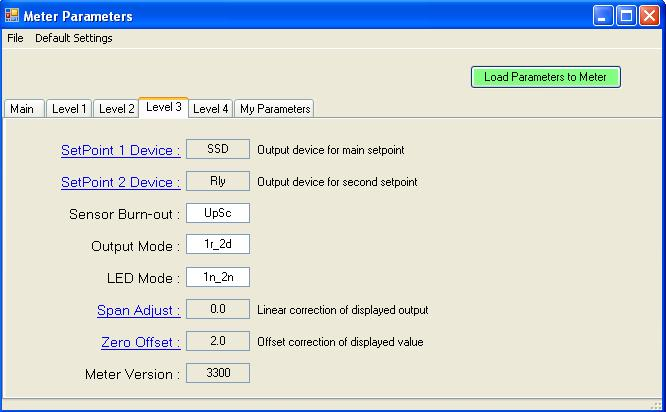 Meter Parameters
File Default Settings
Load Parameters to Meter
Main Level 1 Level 2 Level 3 Level 4 My Parameters
SetPoint 1 Device : SSD Output device for main setpoint
SetPoint 2 Device : Rly Output device for second setpoint
Sensor Burn-out : UpSc
Output Mode : 1r_2d
LED Mode : 1n_2n
Span Adjust : 0.0 Linear correction of displayed output
Zero Offset : 2.0 Offset correction of displayed value
Meter Version : 3300